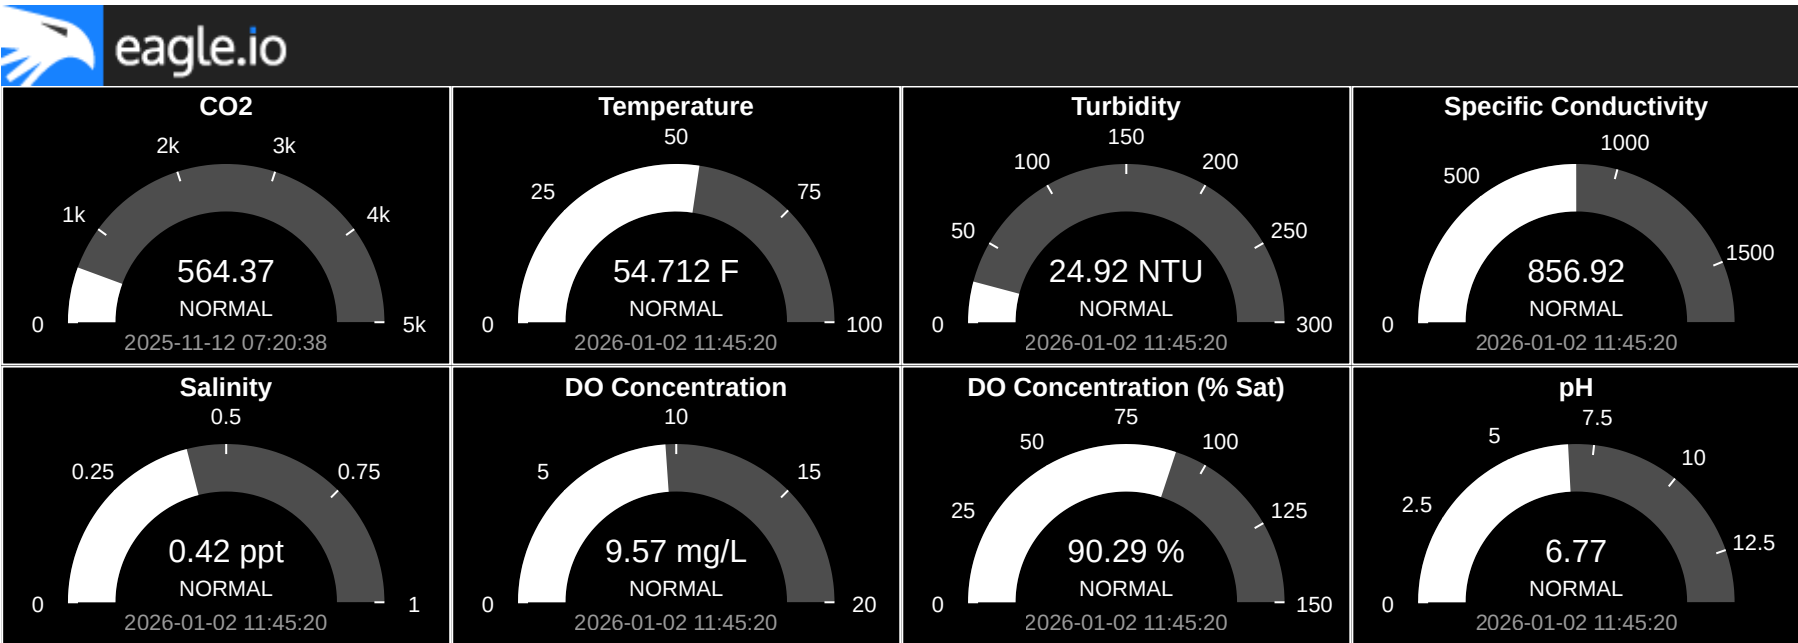 eagle.io
CO2
0
1k
2k
3k
4k
5k
564.37
NORMAL
2025-11-12 07:20:38
Temperature
0
25
50
75
100
54.712 F
NORMAL
2026-01-02 11:45:20
Turbidity
0
50
100
150
200
250
300
24.92 NTU
NORMAL
2026-01-02 11:45:20
Specific Conductivity
0
500
1000
1500
856.92
NORMAL
2026-01-02 11:45:20
Salinity
0
0.25
0.5
0.75
1
0.42 ppt
NORMAL
2026-01-02 11:45:20
DO Concentration
0
5
10
15
20
9.57 mg/L
NORMAL
2026-01-02 11:45:20
DO Concentration (% Sat)
0
25
50
75
100
125
150
90.29 %
NORMAL
2026-01-02 11:45:20
pH
0
2.5
5
7.5
10
12.5
6.77
NORMAL
2026-01-02 11:45:20